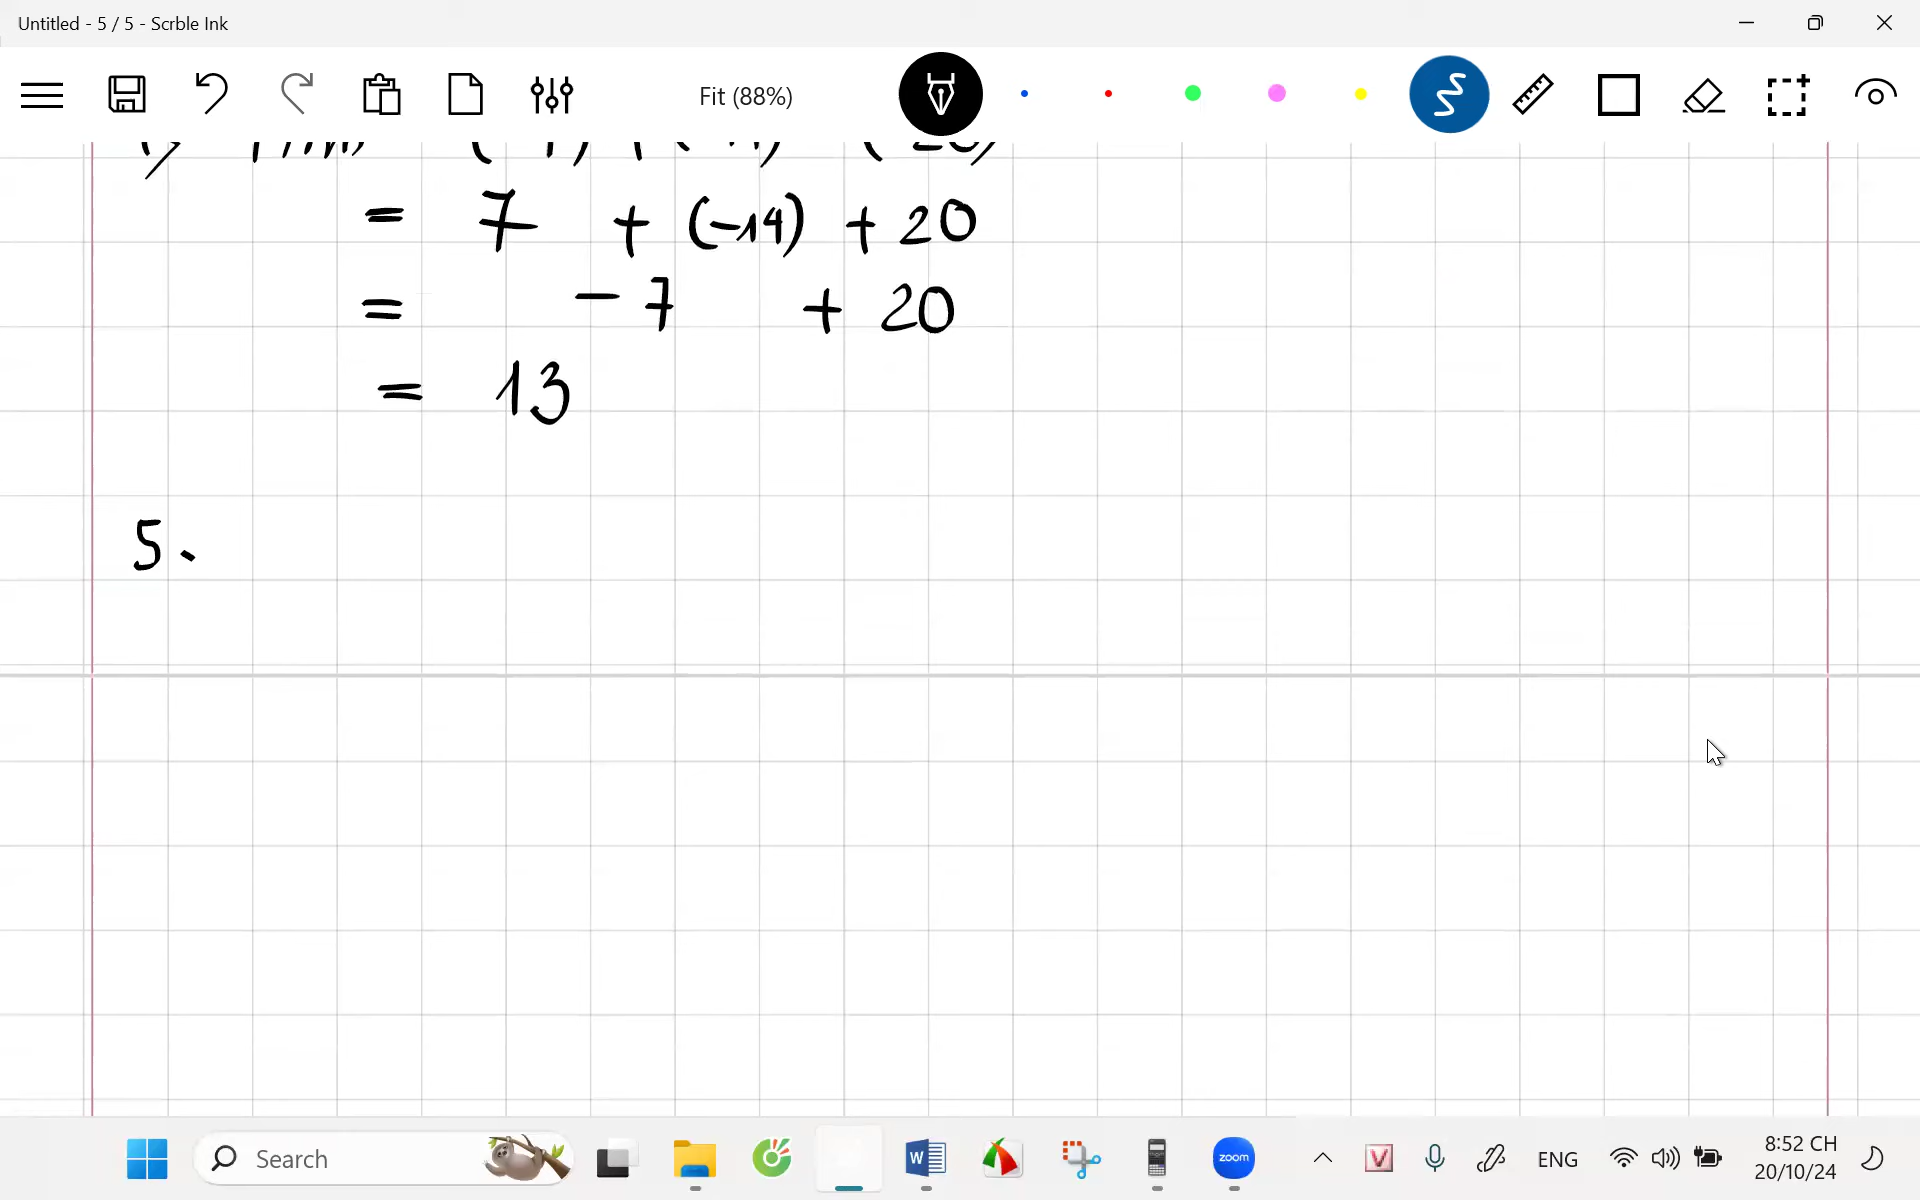 Untitled - 5 / 5 - Scrble Ink
Fit (88%)
= 7 + (-14) + 20
= - 7 + 20
= 13
5.
Search
W
zoom
V
ENG
8:52 CH
20/10/24